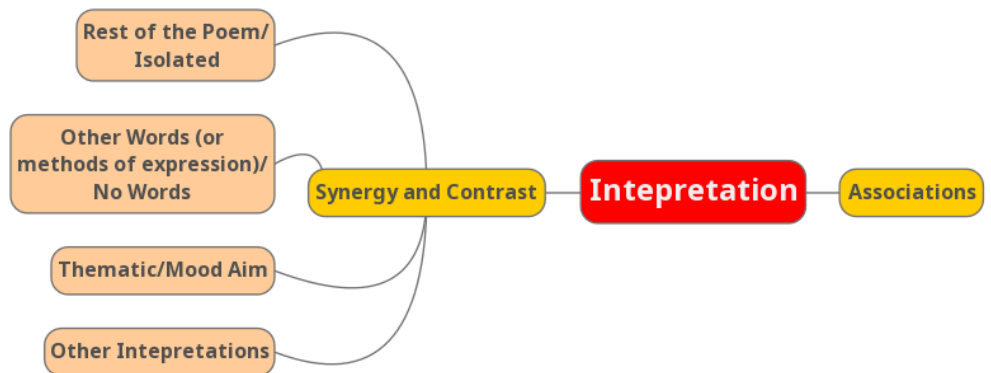 Rest of the Poem/
Isolated
Other Words (or
methods of expression)/
No Words
Synergy and Contrast
Intepretation
Associations
Thematic/Mood Aim
Other Intepretations